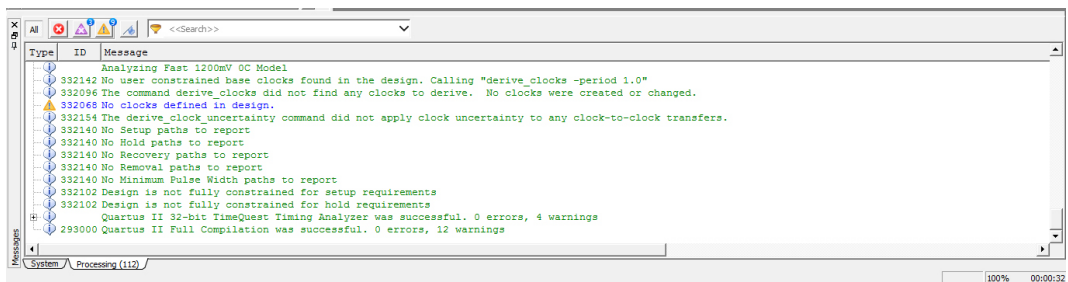 All 3 9 <<Search>>
Type ID Message
Analyzing Fast 1200mV 0C Model
332142 No user constrained base clocks found in the design. Calling "derive_clocks -period 1.0"
332096 The command derive_clocks did not find any clocks to derive.  No clocks were created or changed.
332068 No clocks defined in design.
332154 The derive_clock_uncertainty command did not apply clock uncertainty to any clock-to-clock transfers.
332140 No Setup paths to report
332140 No Hold paths to report
332140 No Recovery paths to report
332140 No Removal paths to report
332140 No Minimum Pulse Width paths to report
332102 Design is not fully constrained for setup requirements
332102 Design is not fully constrained for hold requirements
Quartus II 32-bit TimeQuest Timing Analyzer was successful. 0 errors, 4 warnings
293000 Quartus II Full Compilation was successful. 0 errors, 12 warnings
Messages
System Processing (112)
100% 00:00:32